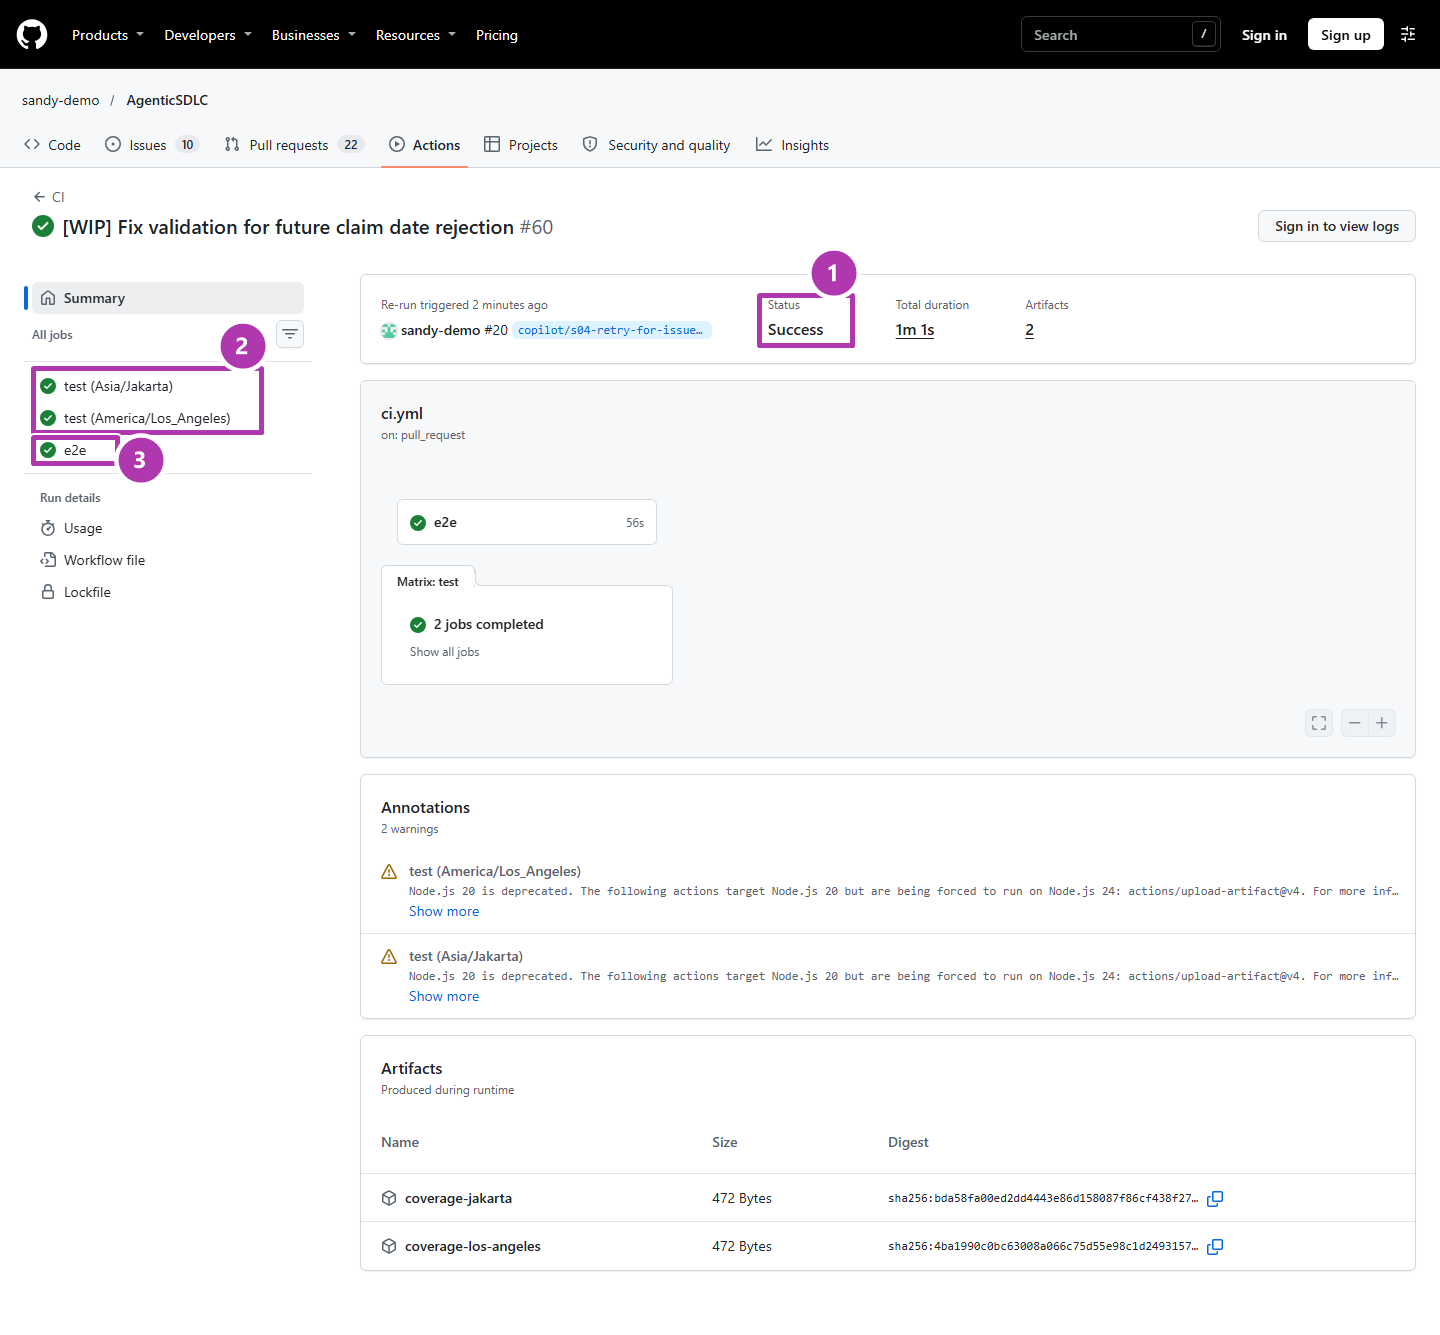 Products Developers Businesses Resources Pricing Search / Sign in Sign up
sandy-demo / AgenticSDLC
Code Issues 10 Pull requests 22 Actions Projects Security and quality Insights
← CI
[WIP] Fix validation for future claim date rejection #60
Sign in to view logs
Summary
All jobs
2
test (Asia/Jakarta)
test (America/Los_Angeles)
e2e
3
Run details
Usage
Workflow file
Lockfile
1
Re-run triggered 2 minutes ago Status Total duration Artifacts
sandy-demo #20 copilot/s04-retry-for-issue… Success 1m 1s 2
ci.yml
on: pull_request
e2e 56s
Matrix: test
2 jobs completed
Show all jobs
Annotations
2 warnings
test (America/Los_Angeles)
Node.js 20 is deprecated. The following actions target Node.js 20 but are being forced to run on Node.js 24: actions/upload-artifact@v4. For more inf…
Show more
test (Asia/Jakarta)
Node.js 20 is deprecated. The following actions target Node.js 20 but are being forced to run on Node.js 24: actions/upload-artifact@v4. For more inf…
Show more
Artifacts
Produced during runtime
Name Size Digest
coverage-jakarta 472 Bytes sha256:bda58fa00ed2dd4443e86d158087f86cf438f27…
coverage-los-angeles 472 Bytes sha256:4ba1990c0bc63008a066c75d55e98c1d2493157…